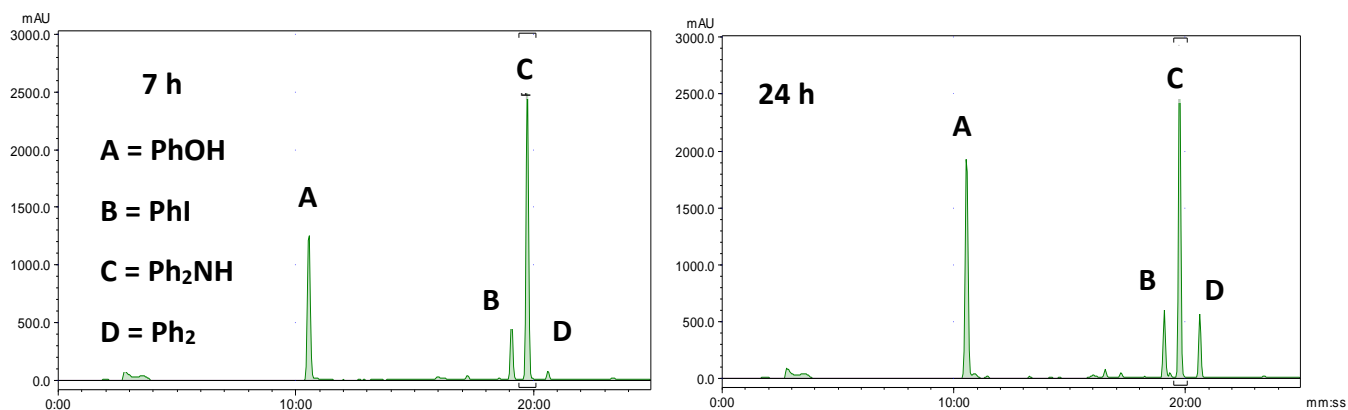 mAU
3000.0
2500.0
2000.0
1500.0
1000.0
500.0
0.0
0:00
10:00
20:00
7 h
A = PhOH
B = PhI
C = Ph₂NH
D = Ph₂
A
B
C
D
mAU
3000.0
2500.0
2000.0
1500.0
1000.0
500.0
0.0
0:00
10:00
20:00
mm:ss
24 h
A
B
C
D